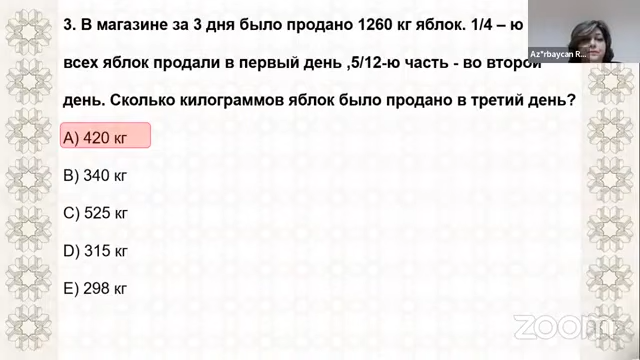 3. В магазине за 3 дня было продано 1260 кг яблок. 1/4 – ю
всех яблок продали в первый день ,5/12-ю часть - во второй
день. Сколько килограммов яблок было продано в третий день?
A) 420 кг
B) 340 кг
C) 525 кг
D) 315 кг
E) 298 кг
Az*rbaycan R...
zoom